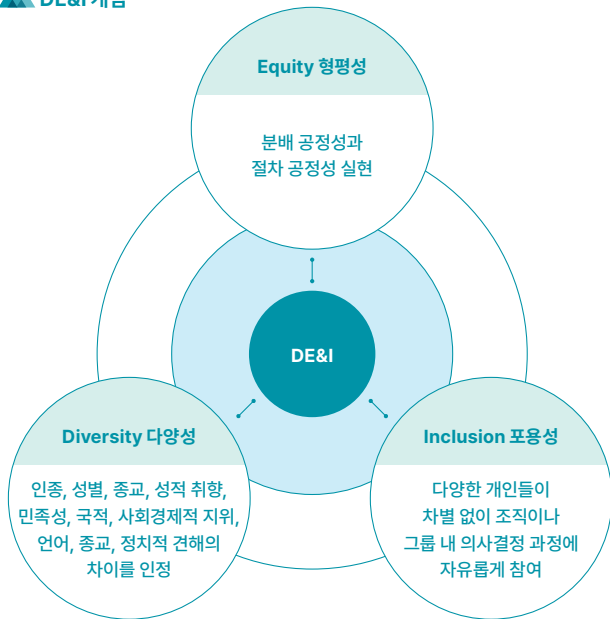 DE&I 개념
Equity 형평성
분배 공정성과
절차 공정성 실현
DE&I
Diversity 다양성
인종, 성별, 종교, 성적 취향,
민족성, 국적, 사회경제적 지위,
언어, 종교, 정치적 견해의
차이를 인정
Inclusion 포용성
다양한 개인들이
차별 없이 조직이나
그룹 내 의사결정 과정에
자유롭게 참여